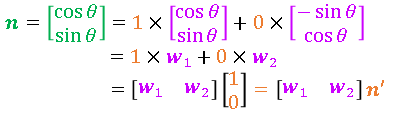 n = [cos θ sin θ] = 1 × [cos θ sin θ] + 0 × [− sin θ cos θ]
= 1 × w₁ + 0 × w₂
= [w₁ w₂] [1 0] = [w₁ w₂] n′